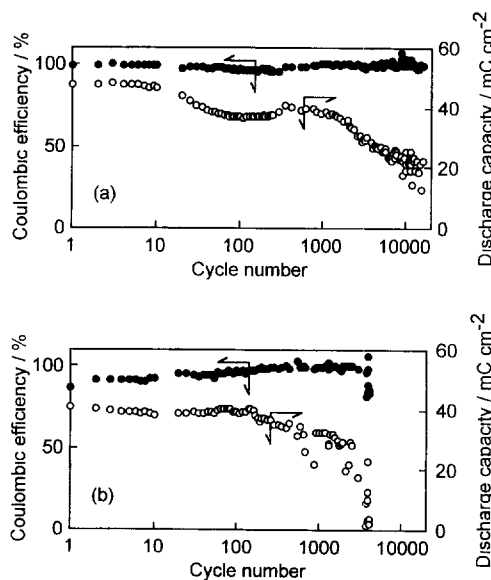 Coulombic efficiency / %
100
50
0
60
40
20
0
Discharge capacity / mC cm-2
(a)
1 10 100 1000 10000
Cycle number
Coulombic efficiency / %
100
50
0
60
40
20
0
Discharge capacity / mC cm-2
(b)
1 10 100 1000 10000
Cycle number